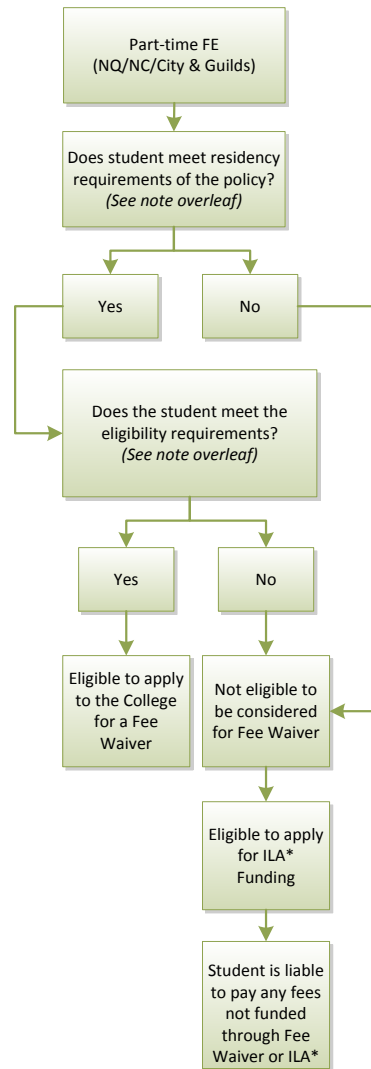 Part-time FE
(NQ/NC/City & Guilds)
Does student meet residency
requirements of the policy?
(See note overleaf)
Yes
No
Does the student meet the
eligibility requirements?
(See note overleaf)
Yes
No
Eligible to apply
to the College
for a Fee
Waiver
Not eligible to
be considered
for Fee Waiver
Eligible to apply
for ILA*
Funding
Student is liable
to pay any fees
not funded
through Fee
Waiver or ILA*